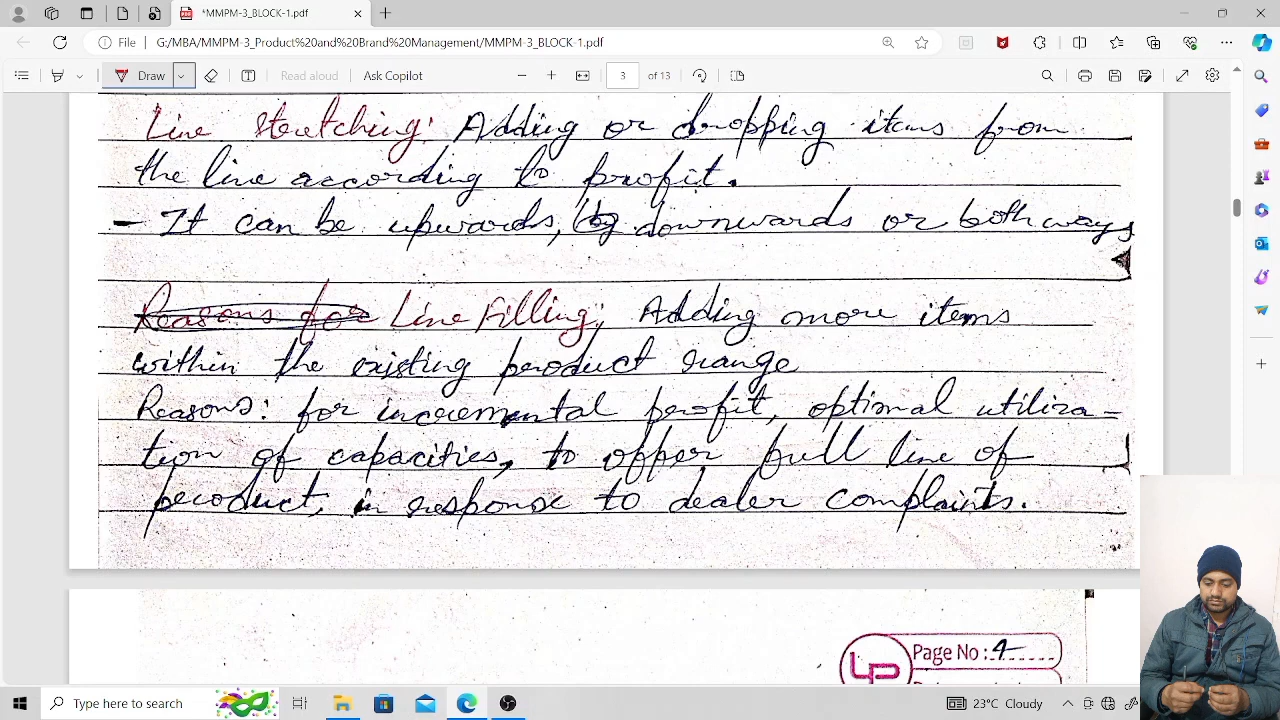 *MMPM-3_BLOCK-1.pdf
File G:/MBA/MMPM-3_Product%20and%20Brand%20Management/MMPM-3_BLOCK-1.pdf
Draw Read aloud Ask Copilot 3 of 13
Line stretching: Adding or dropping items from
the line according to profit.
- It can be upwards, downwards or both ways
Reasons for Line Filling; Adding more items
within the existing product range
Reasons: for incremental profit, optimal utiliza-
tion of capacities, to offer full line of
product, in response to dealer complaints.
LP Page No : 4
Type here to search 23°C Cloudy